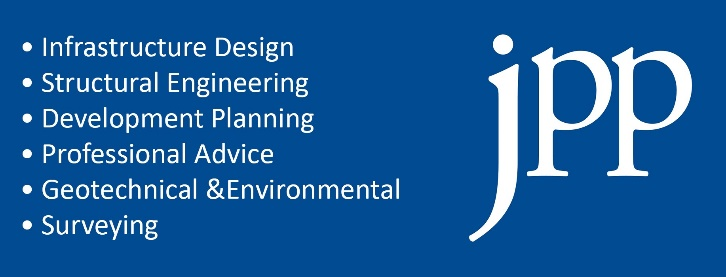 • Infrastructure Design
• Structural Engineering
• Development Planning
• Professional Advice
• Geotechnical &Environmental
• Surveying
jpp